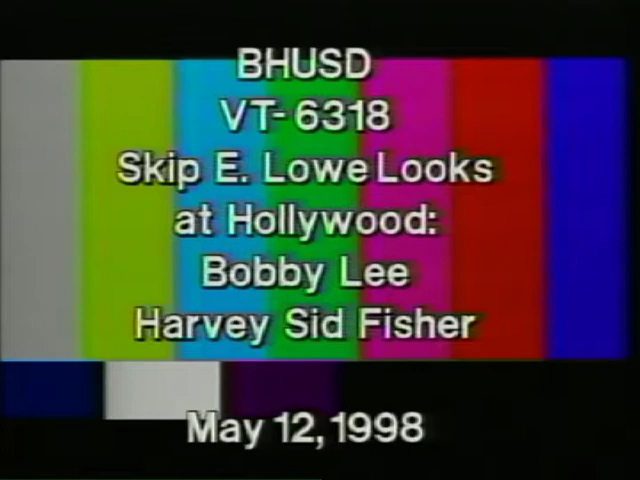 BHUSD
VT-6318
Skip E. Lowe Looks
at Hollywood:
Bobby Lee
Harvey Sid Fisher
May 12, 1998